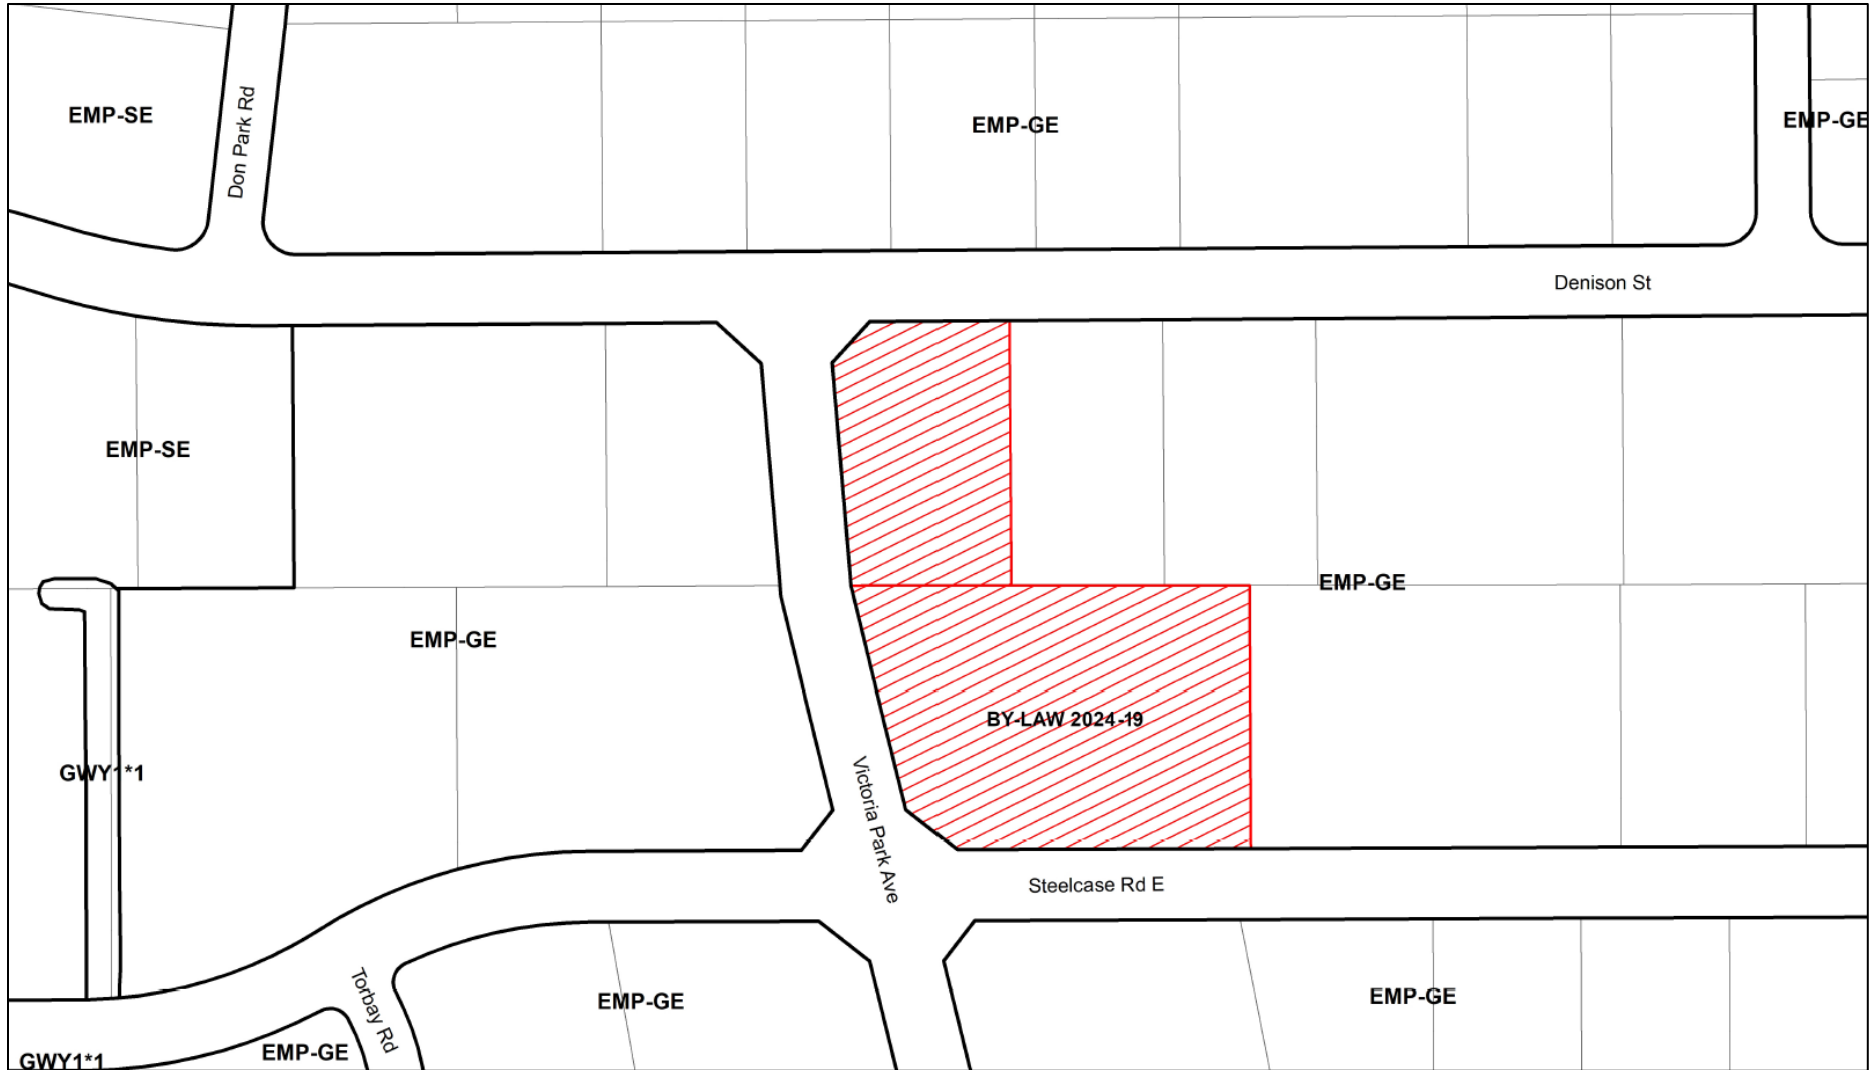 EMP-SE
Don Park Rd
EMP-GE
EMP-GE
Denison St
EMP-SE
EMP-GE
EMP-GE
BY-LAW 2024-19
GWY1*1
Victoria Park Ave
Steelcase Rd E
Torbay Rd
EMP-GE
EMP-GE
EMP-GE
GWY1*1